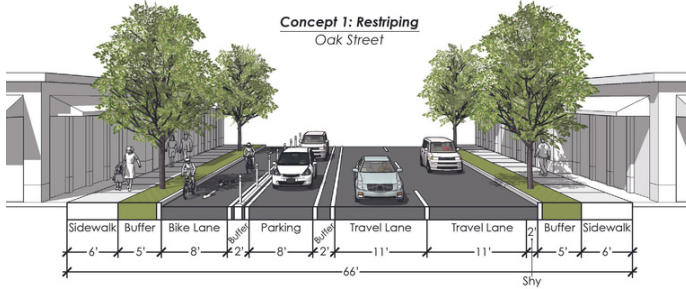 Concept 1: Restriping
Oak Street
Sidewalk Buffer Bike Lane Buffer Parking Buffer Travel Lane Travel Lane 2' Buffer Sidewalk
6' 5' 8' 2' 8' 2' 11' 11' 5' 6'
66'
Shy